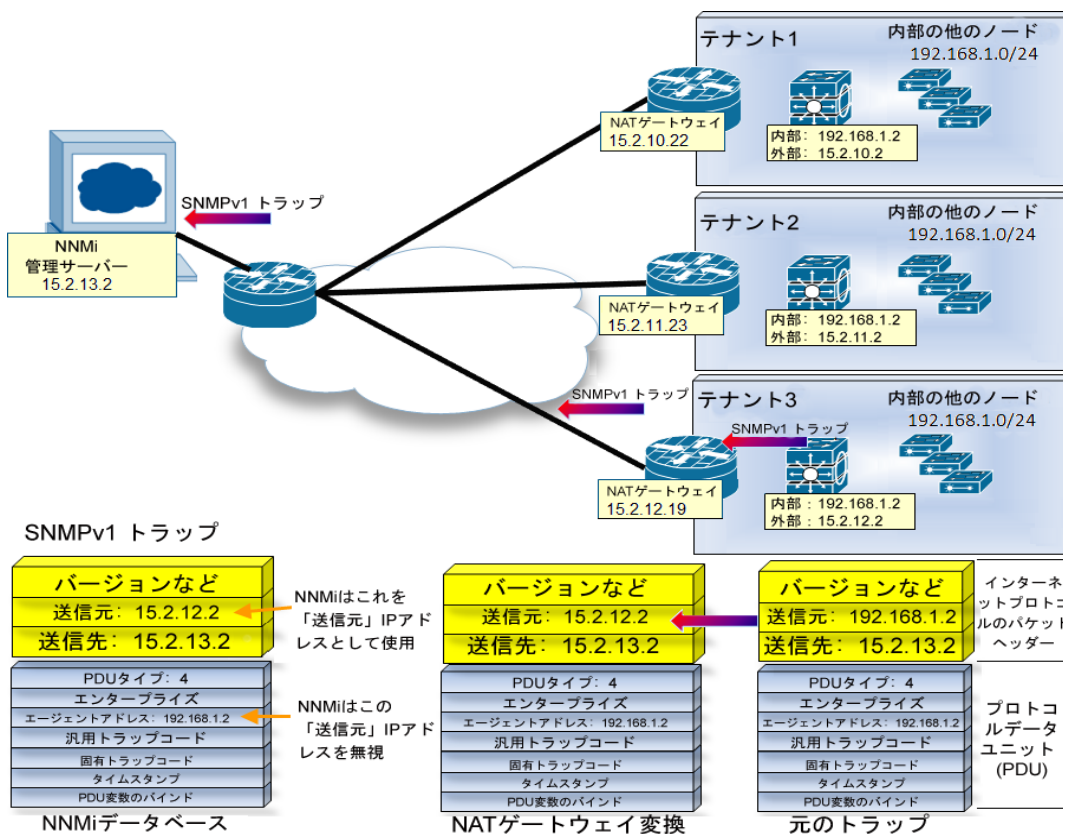 テナント1
内部の他のノード
192.168.1.0/24
NATゲートウェイ
15.2.10.22
内部: 192.168.1.2
外部: 15.2.10.2
SNMPv1 トラップ
NNMi
管理サーバー
15.2.13.2
テナント2
内部の他のノード
192.168.1.0/24
NATゲートウェイ
15.2.11.23
内部: 192.168.1.2
外部: 15.2.11.2
SNMPv1 トラップ
テナント3
内部の他のノード
192.168.1.0/24
SNMPv1 トラップ
NATゲートウェイ
15.2.12.19
内部 : 192.168.1.2
外部 : 15.2.12.2
SNMPv1 トラップ
バージョンなど
送信元: 15.2.12.2
送信先: 15.2.13.2
NNMiはこれを
「送信元」IPアド
レスとして使用
PDUタイプ: 4
エンタープライズ
エージェントアドレス: 192.168.1.2
汎用トラップコード
固有トラップコード
タイムスタンプ
PDU変数のバインド
NNMiはこの
「送信元」IPアド
レスを無視
NNMiデータベース
バージョンなど
送信元: 15.2.12.2
送信先: 15.2.13.2
PDUタイプ: 4
エンタープライズ
エージェントアドレス: 192.168.1.2
汎用トラップコード
固有トラップコード
タイムスタンプ
PDU変数のバインド
NATゲートウェイ変換
バージョンなど
送信元: 192.168.1.2
送信先: 15.2.13.2
PDUタイプ: 4
エンタープライズ
エージェントアドレス: 192.168.1.2
汎用トラップコード
固有トラップコード
タイムスタンプ
PDU変数のバインド
元のトラップ
インターネ
ットプロトコ
ルのパケット
ヘッダー
プロトコ
ルデータ
ユニット
(PDU)